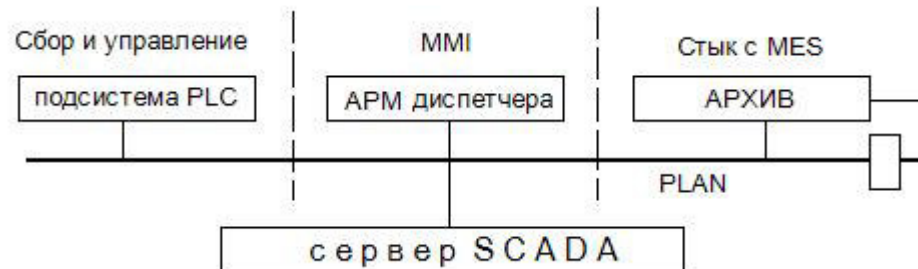 Сбор и управление
MMI
Стык с MES
подсистема PLC
АРМ диспетчера
АРХИВ
PLAN
сервер SCADA